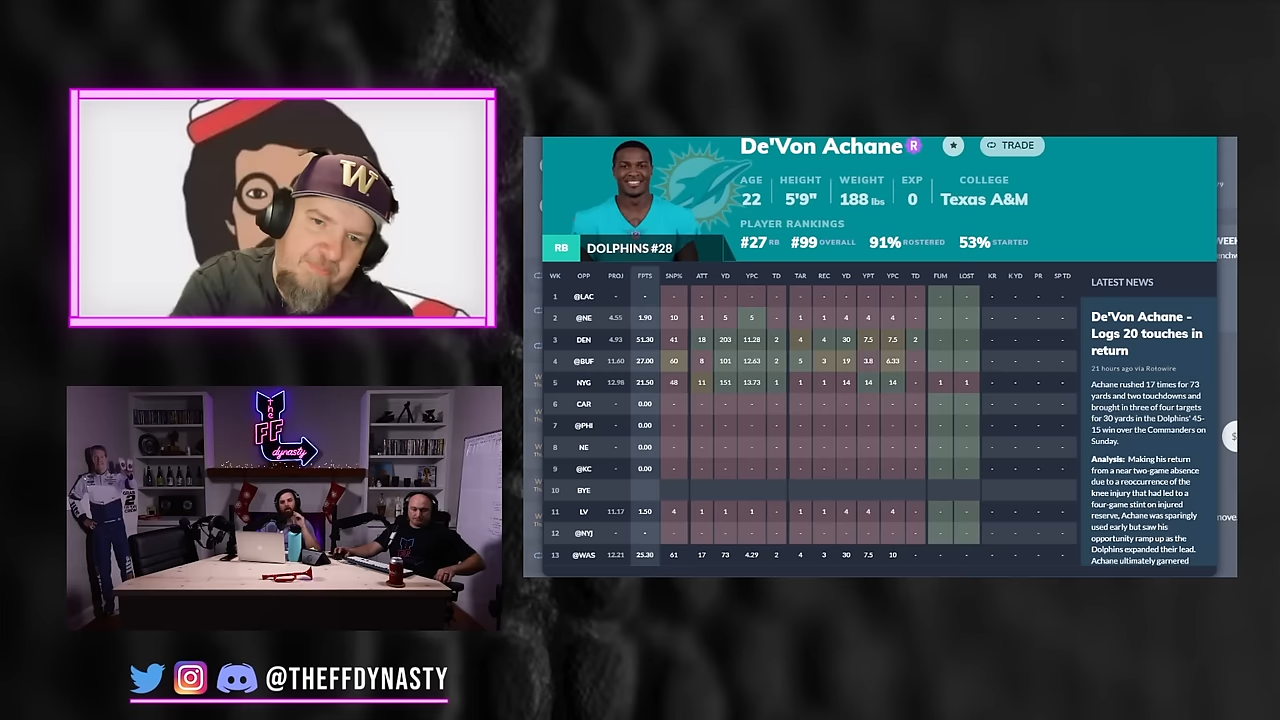 W
the
FF
dynasty
@THEFFDYNASTY
De'Von Achane R
TRADE
AGE HEIGHT WEIGHT EXP COLLEGE
22 5'9" 188 lbs 0 Texas A&M
PLAYER RANKINGS
#27 RB #99 OVERALL 91% ROSTERED 53% STARTED
RB DOLPHINS #28
WK OPP PROJ FPTS SNP% ATT YD YPC TD TAR REC YD YPT YPC TD FUM LOST KR KYD PR SPTD
1 @LAC - - - - - - - - - - - - - - - - - - -
2 @NE 4.55 1.90 10 1 5 5 - 1 1 4 4 4 - - - - - - -
3 DEN 4.93 51.30 41 18 203 11.28 2 4 4 30 7.5 7.5 2 - - - - - -
4 @BUF 11.60 27.00 60 8 101 12.63 2 5 3 19 3.8 6.33 - - - - - - -
5 NYG 12.98 21.50 48 11 151 13.73 1 1 1 14 14 14 - 1 1 - - - -
6 CAR - 0.00 - - - - - - - - - - - - - - - - -
7 @PHI - 0.00 - - - - - - - - - - - - - - - - -
8 NE - 0.00 - - - - - - - - - - - - - - - - -
9 @KC - 0.00 - - - - - - - - - - - - - - - - -
10 BYE
11 LV 11.17 1.50 4 1 1 1 - 1 1 4 4 4 - - - - - - -
12 @NYJ - - - - - - - - - - - - - - - - - - -
13 @WAS 12.21 25.30 61 17 73 4.29 2 4 3 30 7.5 10 - - - - - - -
LATEST NEWS
De'Von Achane -
Logs 20 touches in
return
21 hours ago via Rotowire
Achane rushed 17 times for 73
yards and two touchdowns and
brought in three of four targets
for 30 yards in the Dolphins' 45-
15 win over the Commanders on
Sunday.
Analysis: Making his return
from a near two-game absence
due to a reoccurrence of the
knee injury that had led to a
four-game stint on injured
reserve, Achane was sparingly
used early but saw his
opportunity ramp up as the
Dolphins expanded their lead.
Achane ultimately garnered